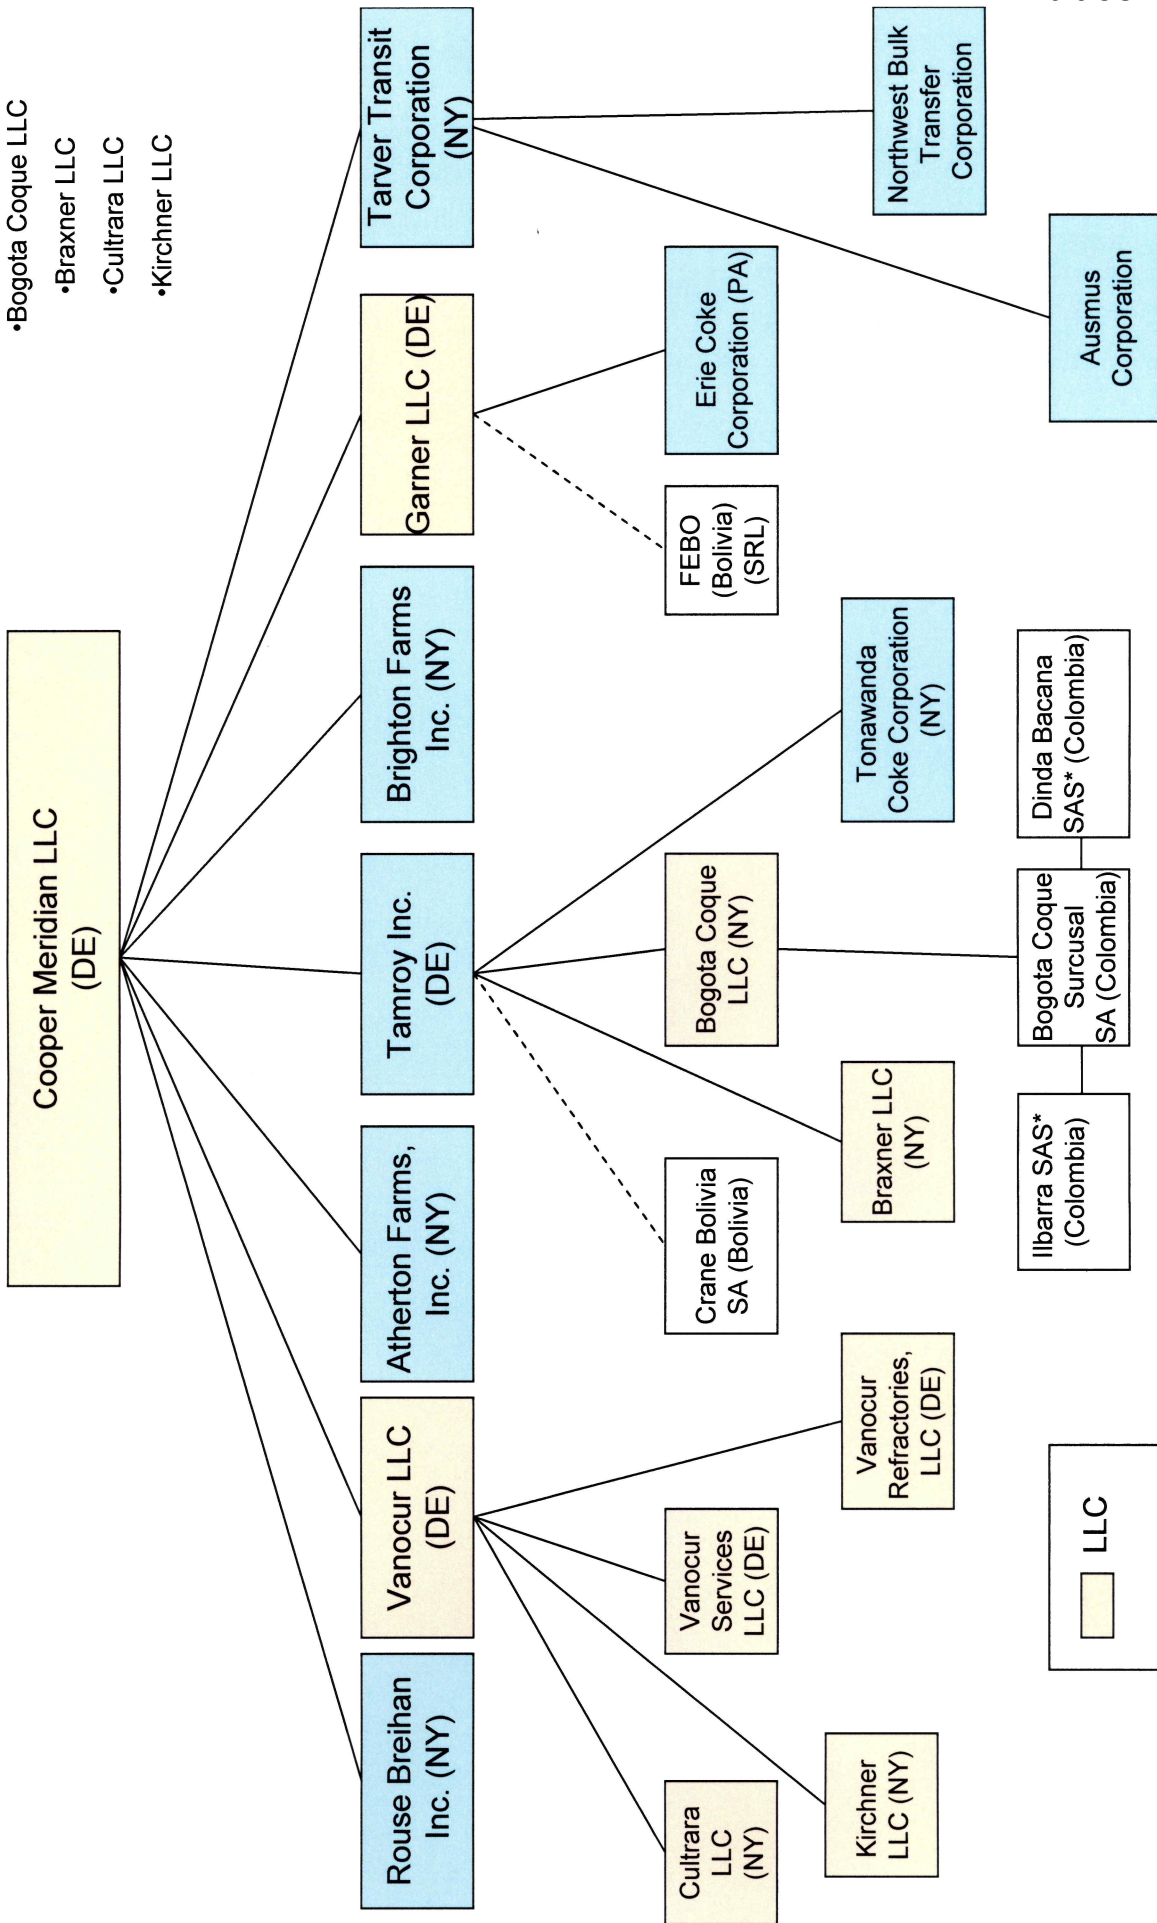 •Bogota Coque LLC
•Braxner LLC
•Cultrara LLC
•Kirchner LLC
Cooper Meridian LLC
(DE)
Rouse Breihan
Inc. (NY)
Vanocur LLC
(DE)
Atherton Farms,
Inc. (NY)
Tamroy Inc.
(DE)
Brighton Farms
Inc. (NY)
Garner LLC (DE)
Tarver Transit
Corporation
(NY)
Cultrara
LLC
(NY)
Vanocur
Services
LLC (DE)
Crane Bolivia
SA (Bolivia)
Bogota Coque
LLC (NY)
FEBO
(Bolivia)
(SRL)
Erie Coke
Corporation (PA)
Kirchner
LLC (NY)
Vanocur
Refractories,
LLC (DE)
Braxner LLC
(NY)
Tonawanda
Coke Corporation
(NY)
Northwest Bulk
Transfer
Corporation
Ilbarra SAS*
(Colombia)
Bogota Coque
Surcusal
SA (Colombia)
Dinda Bacana
SAS* (Colombia)
LLC
Ausmus
Corporation